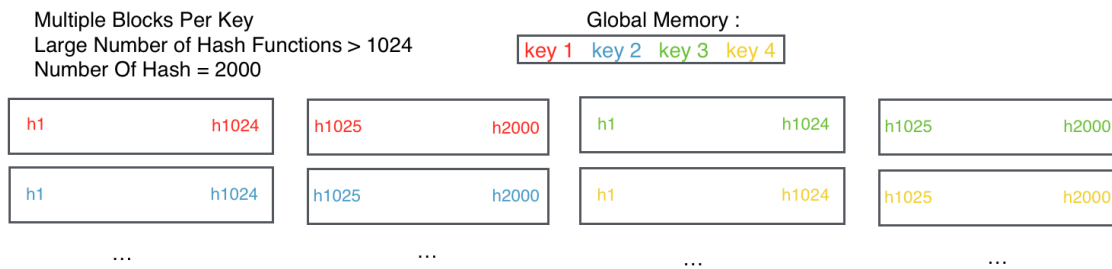 Multiple Blocks Per Key
Large Number of Hash Functions > 1024
Number Of Hash = 2000
Global Memory :
key 1 key 2 key 3 key 4
h1 h1024 h1025 h2000 h1 h1024 h1025 h2000
h1 h1024 h1025 h2000 h1 h1024 h1025 h2000
... ... ... ...